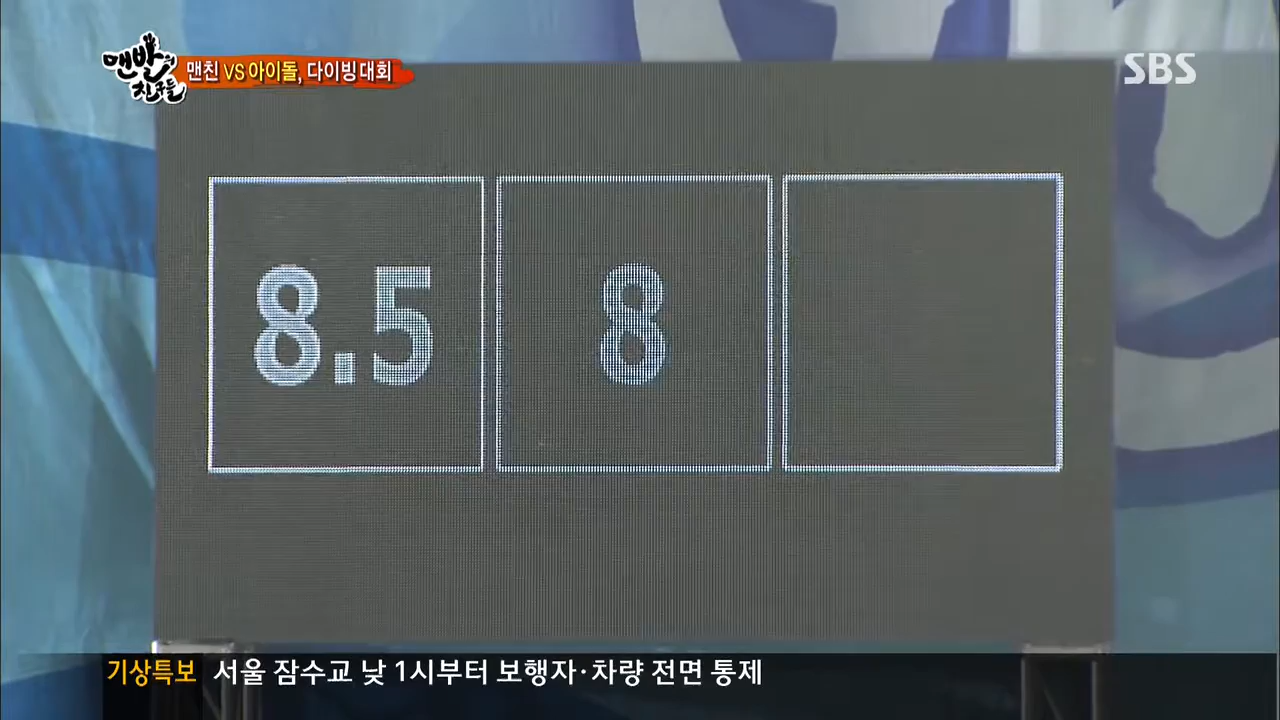 맨발의
친구들
맨친 VS 아이돌, 다이빙 대회
SBS
8.5 8
기상특보 서울 잠수교 낮 1시부터 보행자·차량 전면 통제